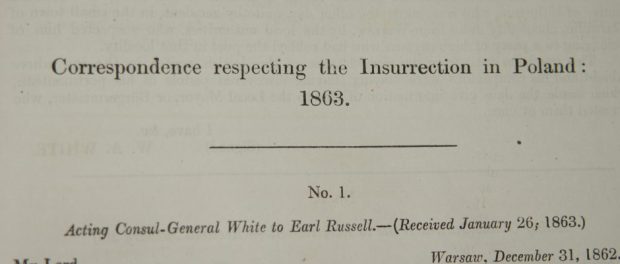 Correspondence respecting the Insurrection in Poland:
1863.
No. 1.
Acting Consul-General White to Earl Russell.—(Received January 26, 1863.)
Warsaw, December 31, 1862.